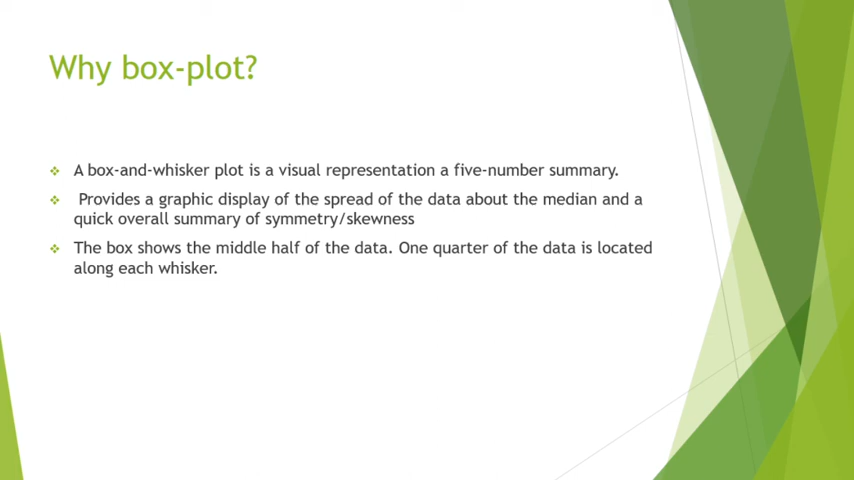 Why box-plot?
A box-and-whisker plot is a visual representation a five-number summary.
Provides a graphic display of the spread of the data about the median and a
quick overall summary of symmetry/skewness
The box shows the middle half of the data. One quarter of the data is located
along each whisker.